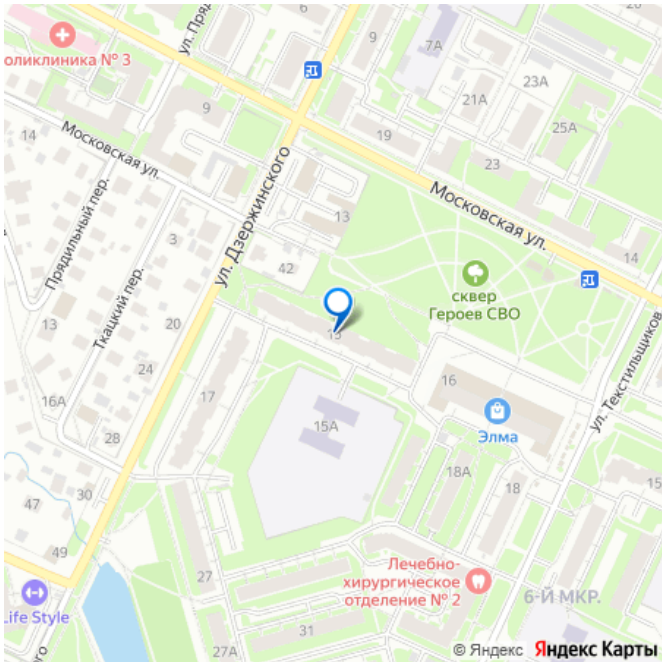 ул. Пряд
9
7А
оликлиника № 3
23А
21А
9
25А
14
19
Московская ул.
23
ул. Дзержинского
Московская ул.
Прядильный пер.
13
3
14
42
Ткацкий пер.
сквер
Героев СВО
13
20
15
ул. Текстильщиков
24
16
16А
17
Элма
15А
28
18А
15
30
18
47
49
Лечебно-
хирургическое
отделение № 2
27
6-Й МКР.
Life Style
31
27А
ого
© Яндекс Яндекс Карты